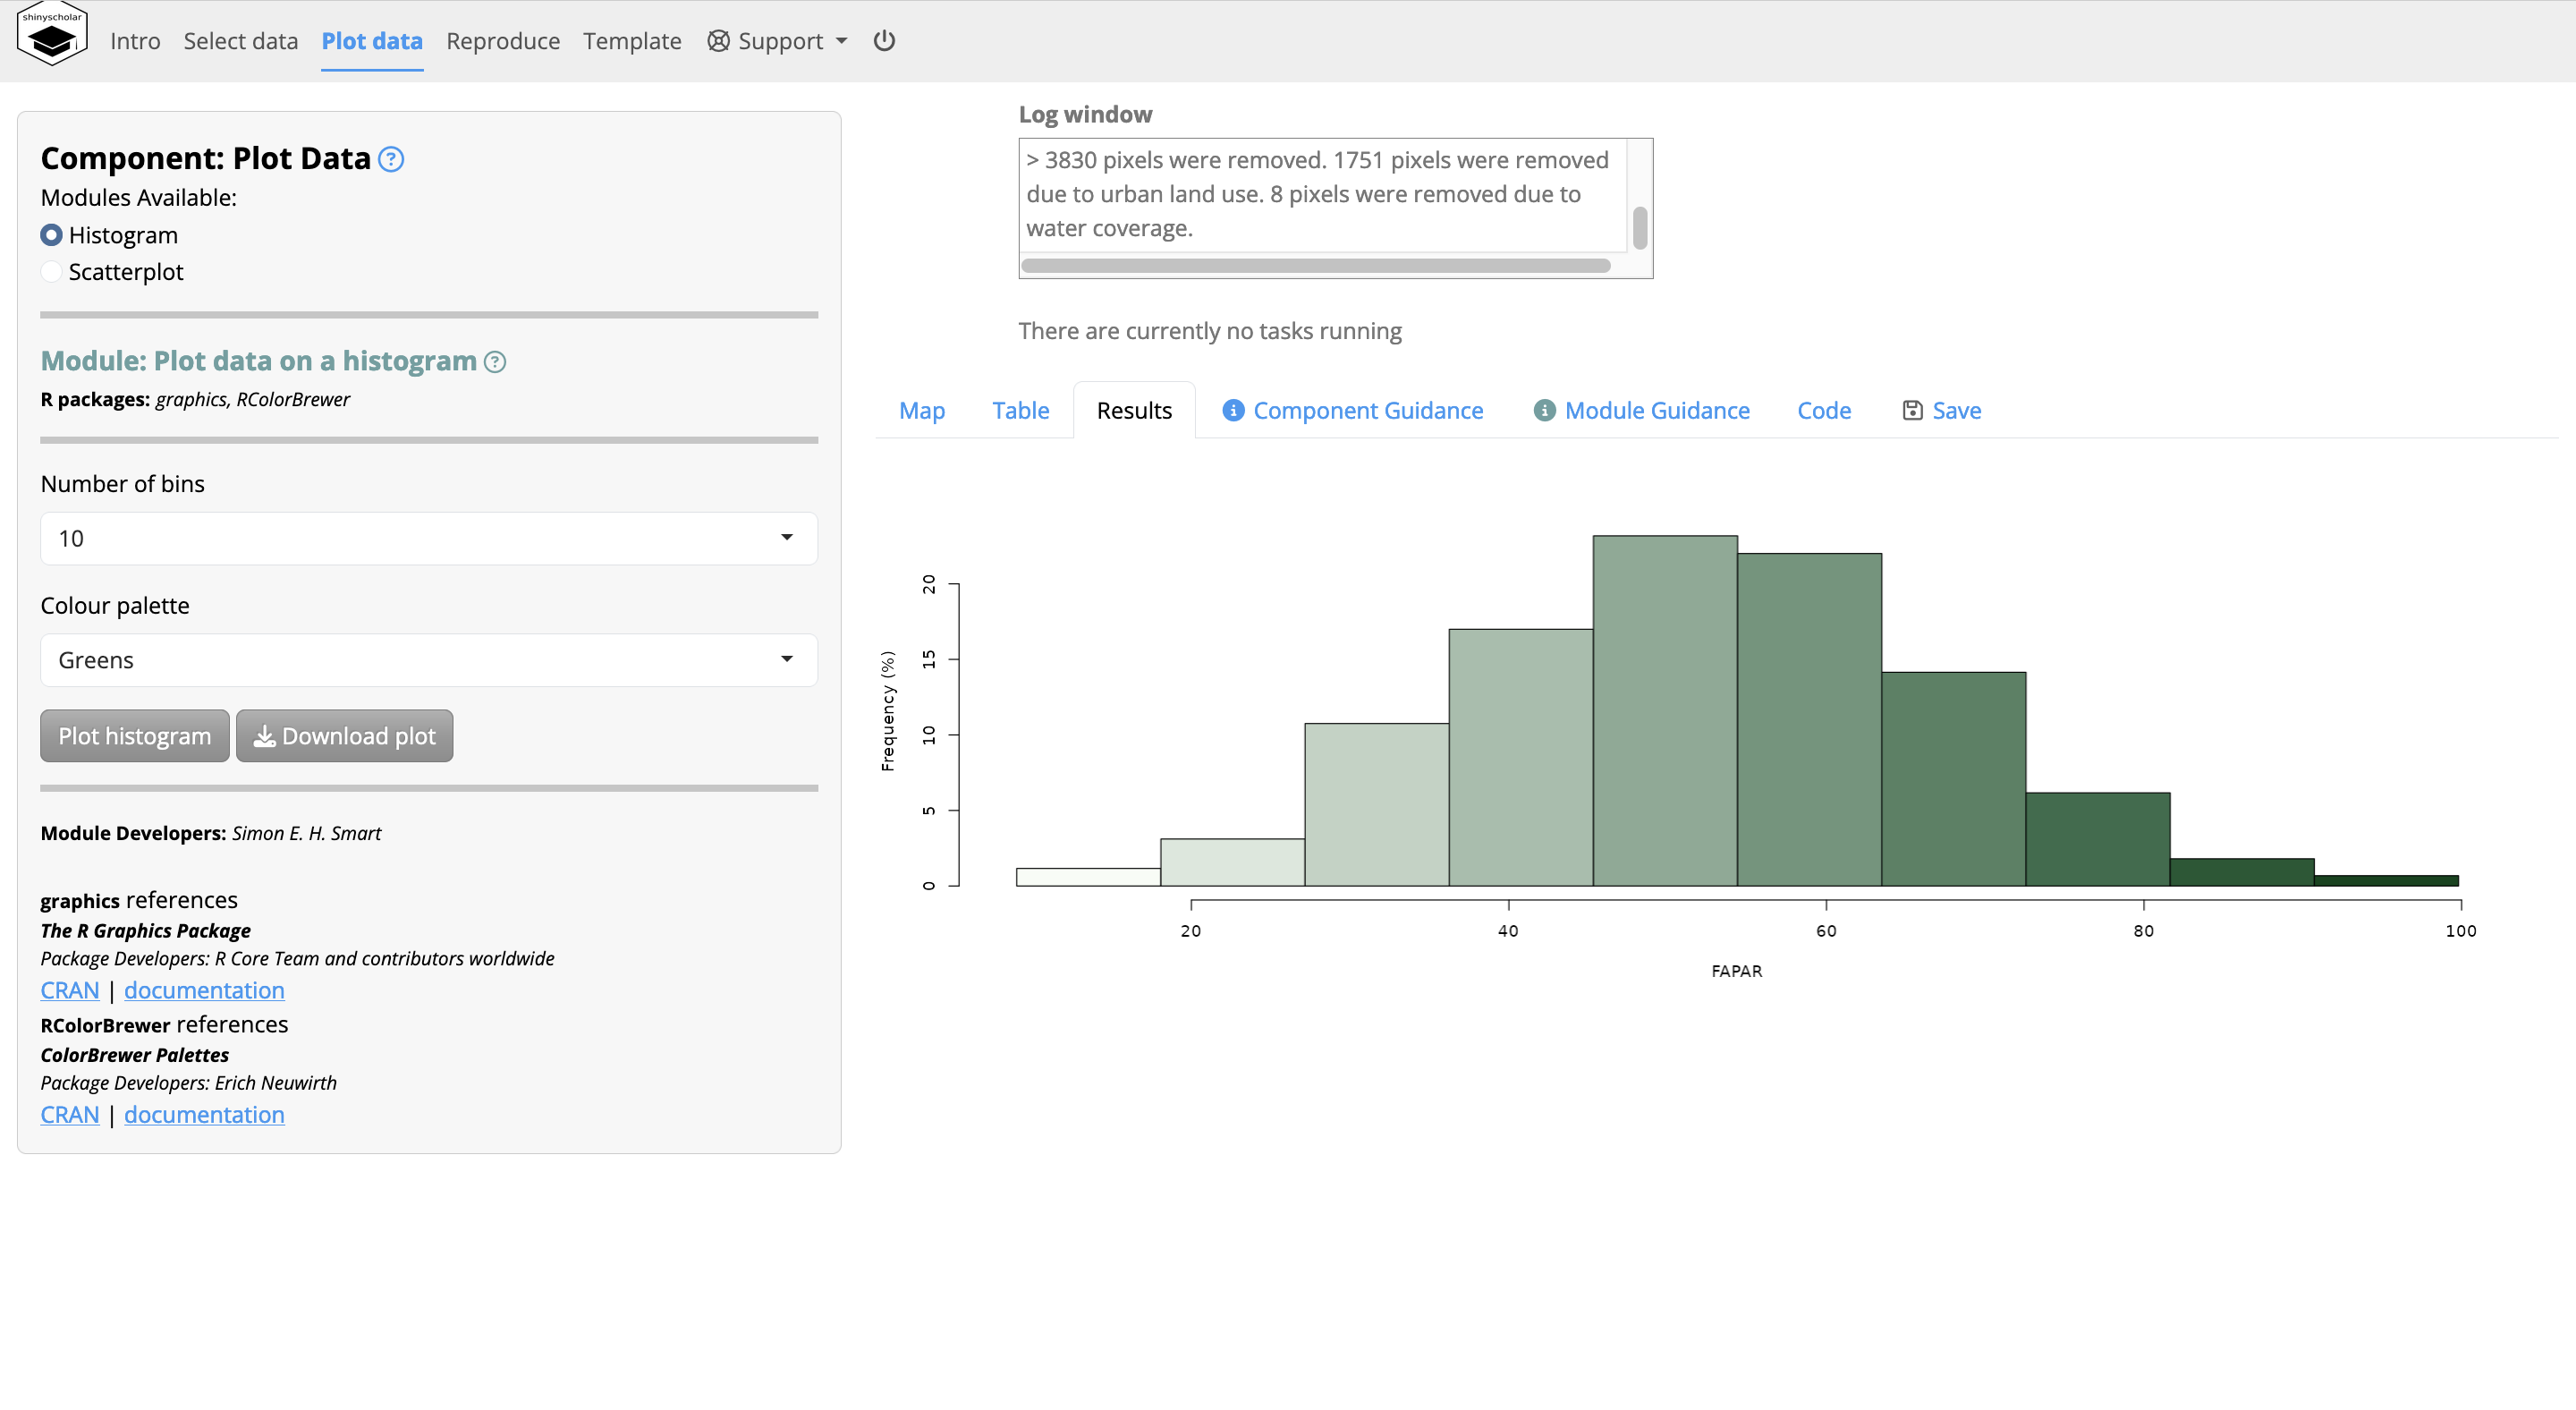 shinyscholar
Intro Select data Plot data Reproduce Template Support
Component: Plot Data ?
Modules Available:
Histogram
Scatterplot
Module: Plot data on a histogram ?
R packages: graphics, RColorBrewer
Number of bins
10
Colour palette
Greens
Plot histogram Download plot
Module Developers: Simon E. H. Smart
graphics references
The R Graphics Package
Package Developers: R Core Team and contributors worldwide
CRAN | documentation
RColorBrewer references
ColorBrewer Palettes
Package Developers: Erich Neuwirth
CRAN | documentation
Log window
> 3830 pixels were removed. 1751 pixels were removed
due to urban land use. 8 pixels were removed due to
water coverage.
There are currently no tasks running
Map Table Results i Component Guidance i Module Guidance Code Save
Frequency (%)
20
15
10
5
0
20 40 60 80 100
FAPAR